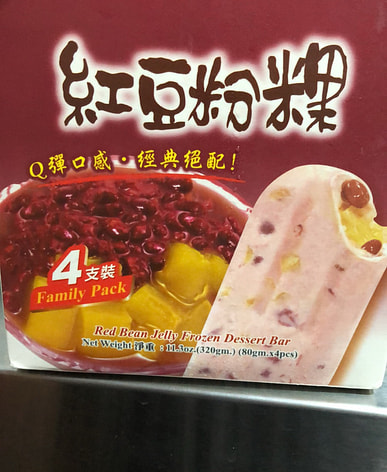 紅豆粉粿
Q彈口感·經典絕配!
4支裝
Family Pack
Red Bean Jelly Frozen Dessert Bar
Net Weight 淨重 : 11.3oz.(320gm.) (80gm.x4pcs)